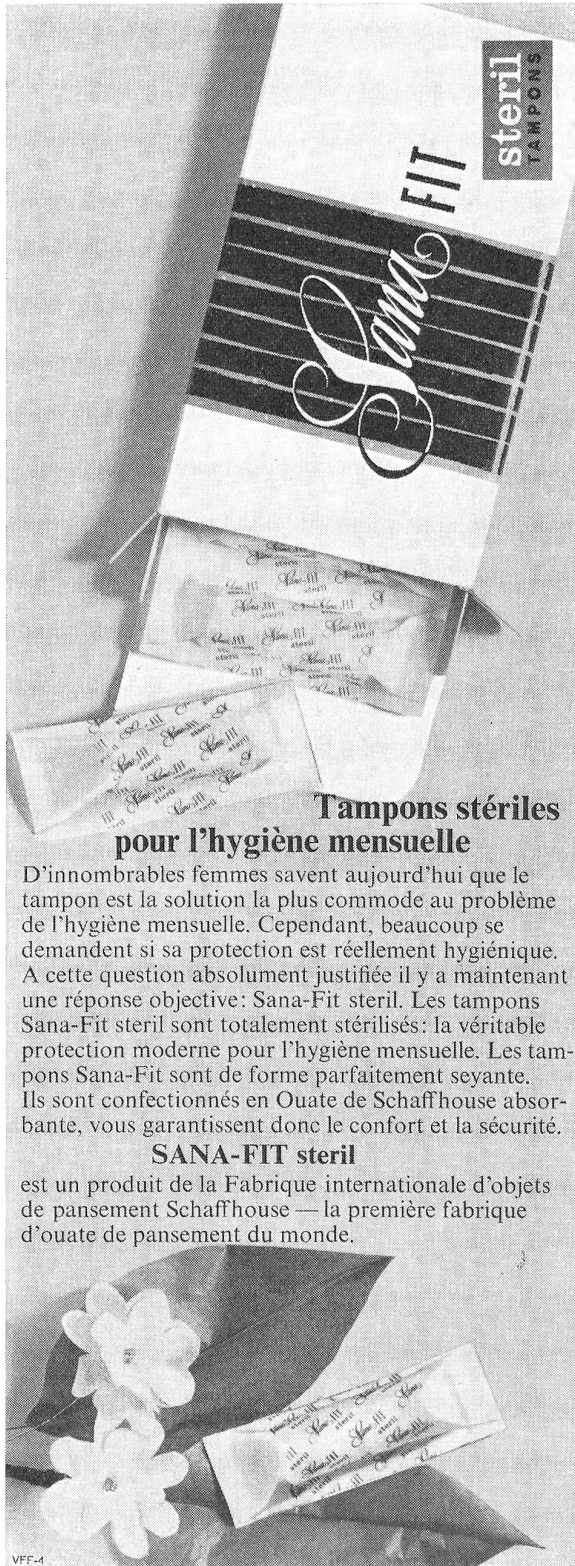 steril
TAMPONS
Sana FIT
Tampons stériles
pour l’hygiène mensuelle
D’innombrables femmes savent aujourd’hui que le
tampon est la solution la plus commode au problème
de l’hygiène mensuelle. Cependant, beaucoup se
demandent si sa protection est réellement hygiénique.
A cette question absolument justifiée il y a maintenant
une réponse objective: Sana-Fit steril. Les tampons
Sana-Fit steril sont totalement stérilisés: la véritable
protection moderne pour l’hygiène mensuelle. Les tam-
pons Sana-Fit sont de forme parfaitement seyante.
Ils sont confectionnés en Ouate de Schaffhouse absor-
bante, vous garantissent donc le confort et la sécurité.
SANA-FIT steril
est un produit de la Fabrique internationale d’objets
de pansement Schaffhouse — la première fabrique
d’ouate de pansement du monde.
VFF-4